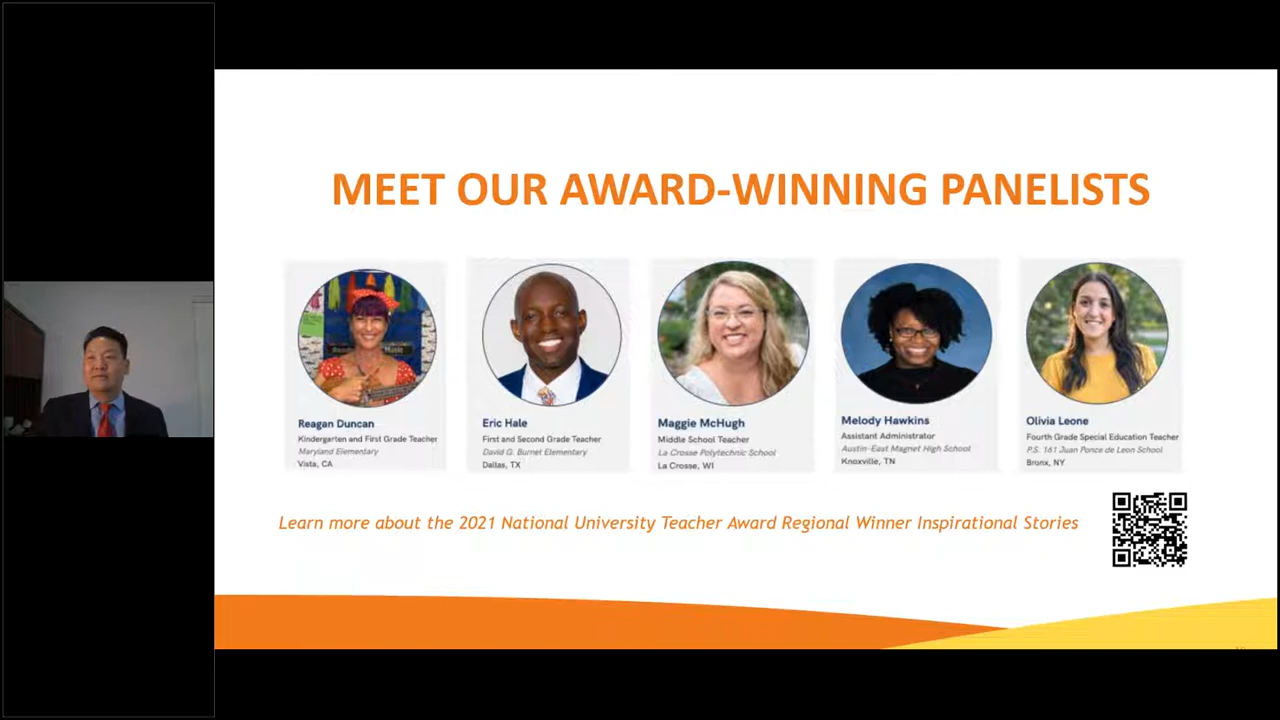 MEET OUR AWARD-WINNING PANELISTS
Reagan Duncan
Kindergarten and First Grade Teacher
Maryland Elementary
Vista, CA
Eric Hale
First and Second Grade Teacher
David G. Burnet Elementary
Dallas, TX
Maggie McHugh
Middle School Teacher
La Crosse Polytechnic School
La Crosse, WI
Melody Hawkins
Assistant Administrator
Austin-East Magnet High School
Knoxville, TN
Olivia Leone
Fourth Grade Special Education Teacher
P.S. 161 Juan Ponce de Leon School
Bronx, NY
Learn more about the 2021 National University Teacher Award Regional Winner Inspirational Stories